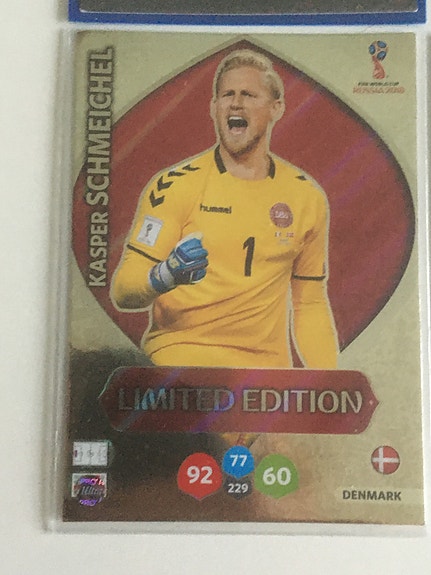 KASPER SCHMEICHEL
FIFA WORLD CUP
RUSSIA 2018
hummel
1
LIMITED EDITION
92
77
229
60
DENMARK